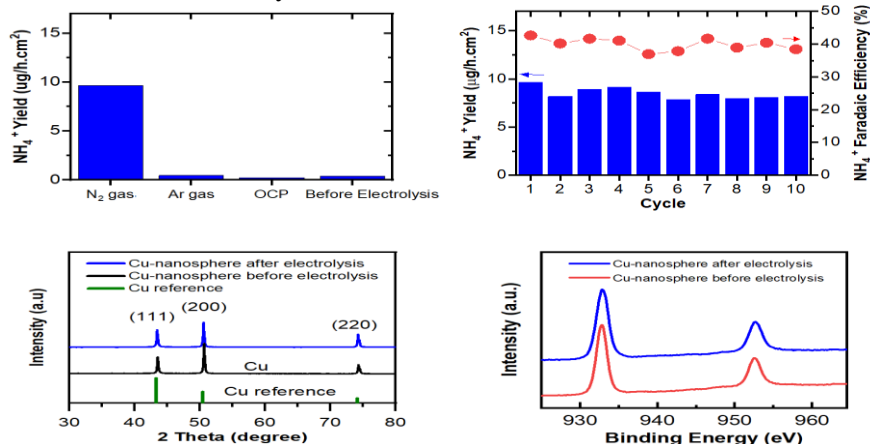 NH₄⁺ Yield (ug/h.cm2)
15
10
5
0
N₂ gas
Ar gas
OCP
Before Electrolysis
NH₄⁺ Yield (µg/h.cm²)
15
10
5
0
50
40
30
20
10
0
NH₄⁺ Faradaic Efficiency (%)
1 2 3 4 5 6 7 8 9 10
Cycle
Intensity (a.u)
Cu-nanosphere after electrolysis
Cu-nanosphere before electrolysis
Cu reference
(111)
(200)
(220)
Cu
Cu reference
30 40 50 60 70 80
2 Theta (degree)
Intensity (a.u.)
Cu-nanosphere after electrolysis
Cu-nanosphere before electrolysis
930 940 950 960
Binding Energy (eV)